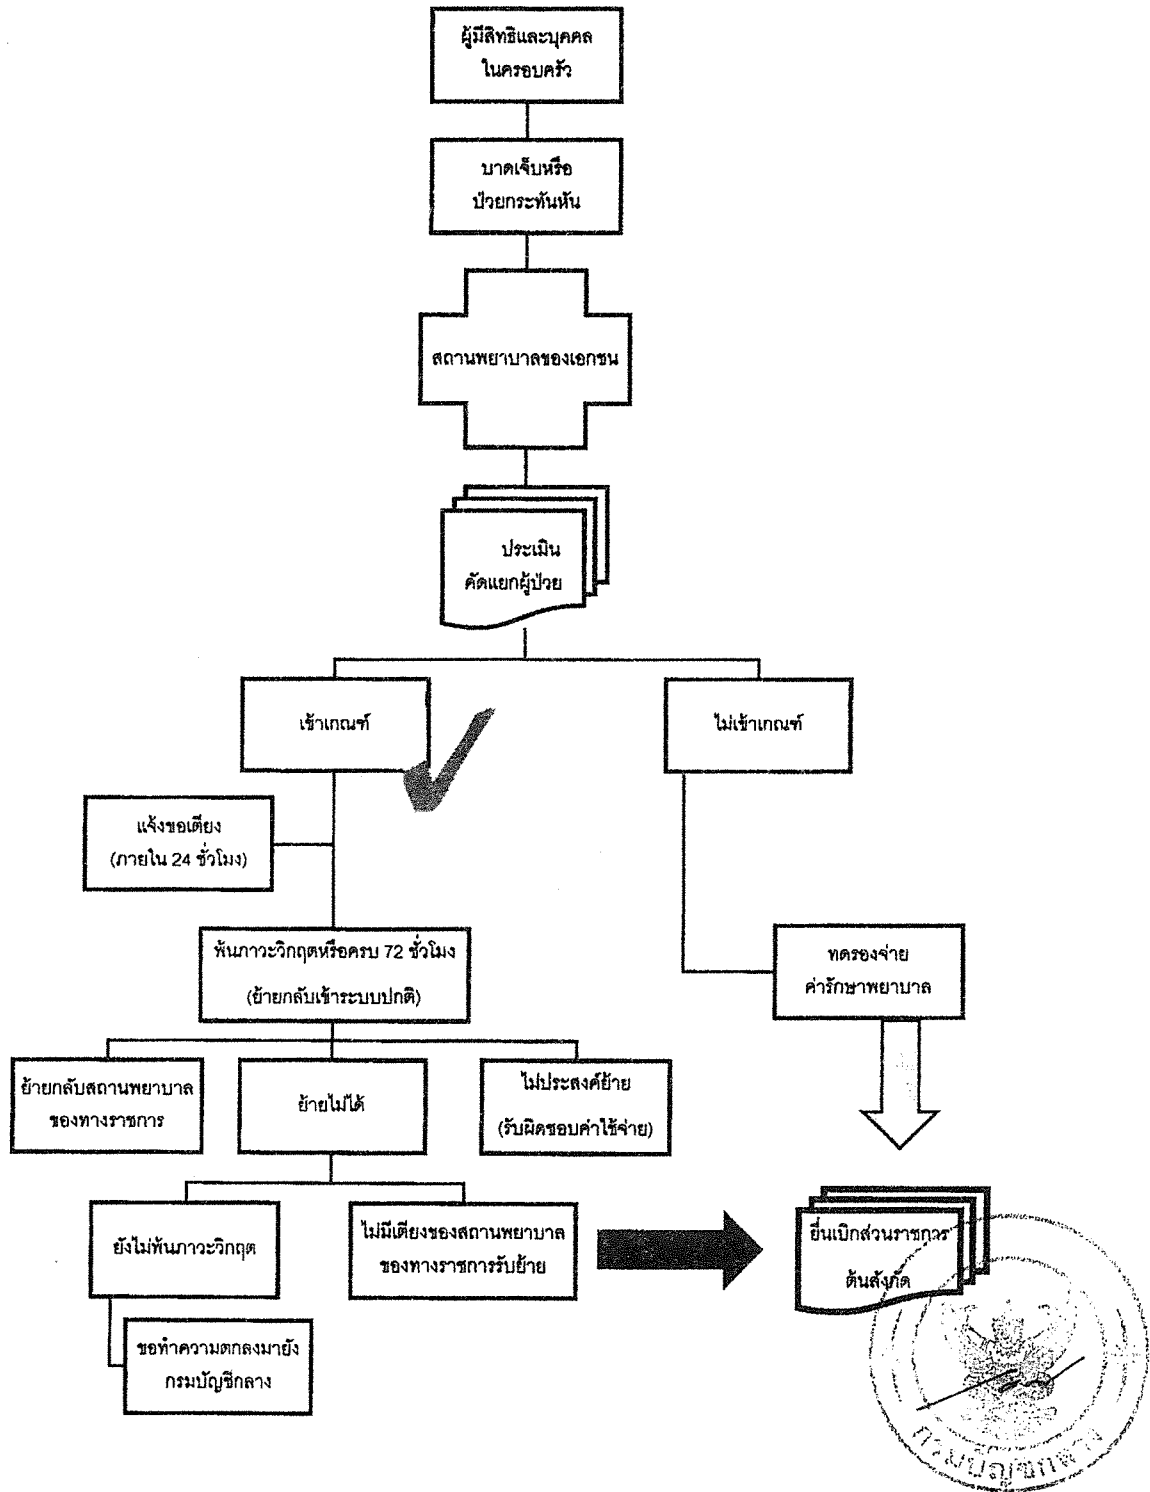 ผู้มีสิทธิและบุคคล
ในครอบครัว
บาดเจ็บหรือ
ป่วยกระทันหัน
สถานพยาบาลของเอกชน
ประเมิน
คัดแยกผู้ป่วย
เข้าเกณฑ์
ไม่เข้าเกณฑ์
แจ้งขอเตียง
(ภายใน 24 ชั่วโมง)
พ้นภาวะวิกฤตหรือครบ 72 ชั่วโมง
(ย้ายกลับเข้าระบบปกติ)
ทดรองจ่าย
ค่ารักษาพยาบาล
ย้ายกลับสถานพยาบาล
ของทางราชการ
ย้ายไม่ได้
ไม่ประสงค์ย้าย
(รับผิดชอบค่าใช้จ่าย)
ยังไม่พ้นภาวะวิกฤต
ไม่มีเตียงของสถานพยาบาล
ของทางราชการรับย้าย
ยื่นเบิกส่วนราชการ
ต้นสังกัด
ขอทำความตกลงมายัง
กรมบัญชีกลาง
กรมบัญชีกลาง